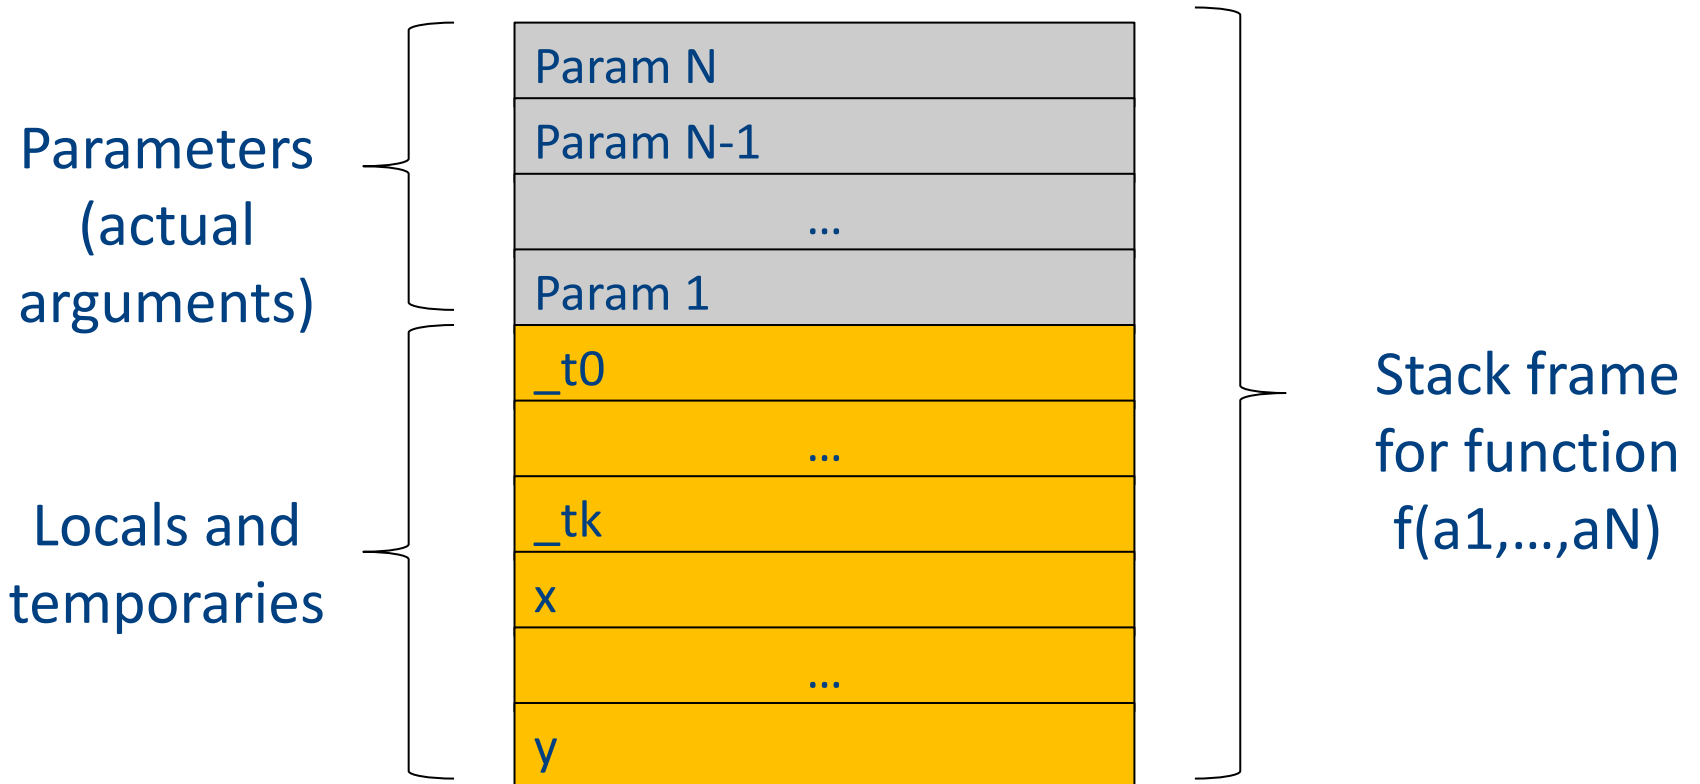 Parameters
(actual
arguments)
Locals and
temporaries
Param N
Param N-1
...
Param 1
_t0
...
_tk
x
...
y
Stack frame
for function
f(a1,...,aN)